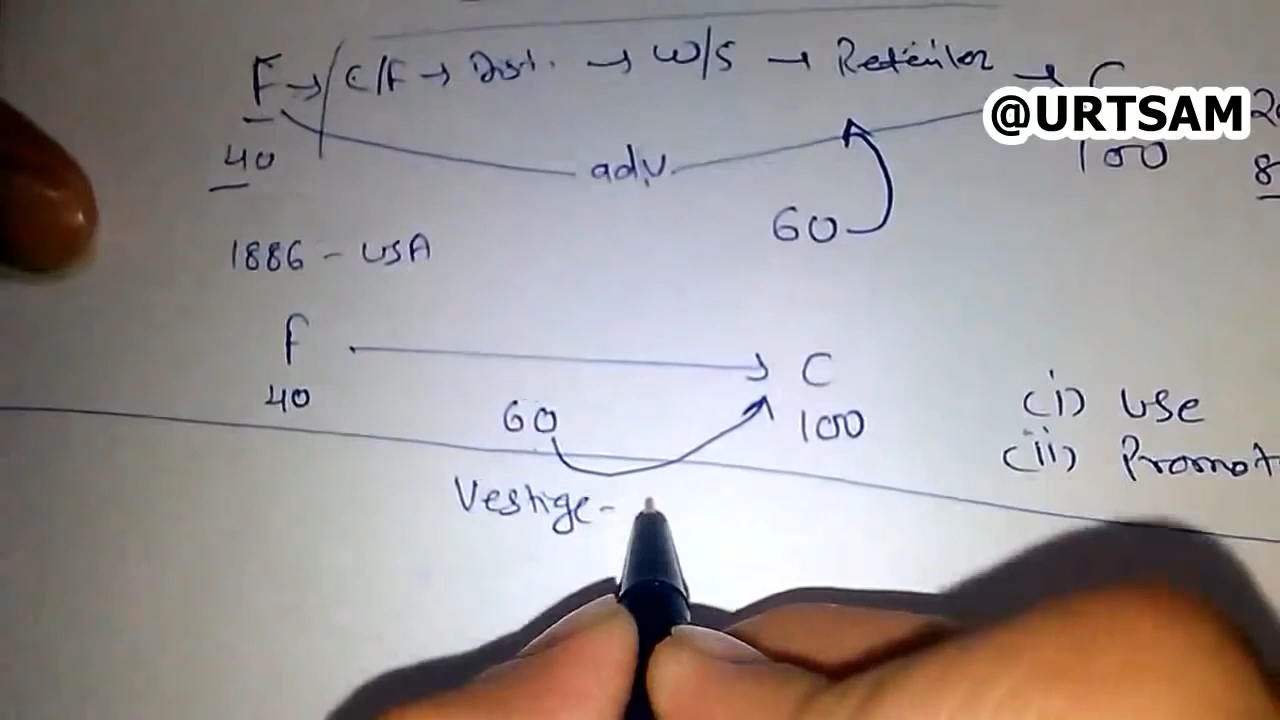 F → C/F → Dist. → W/S → Retailer → C
@URTSAM
40 adv. 100
60
1886 - USA
F → C
40 60 100
(i) Use
(ii) Promot
Vestige -